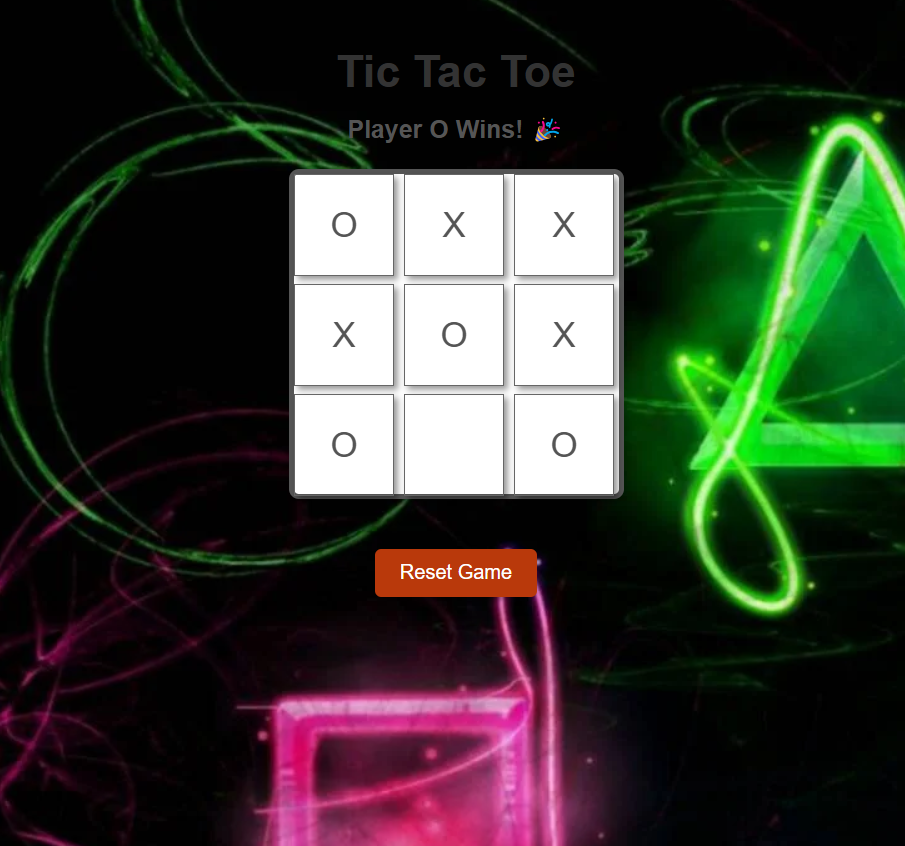 Tic Tac Toe
Player O Wins! 🎉
O X X
X O X
O O
Reset Game